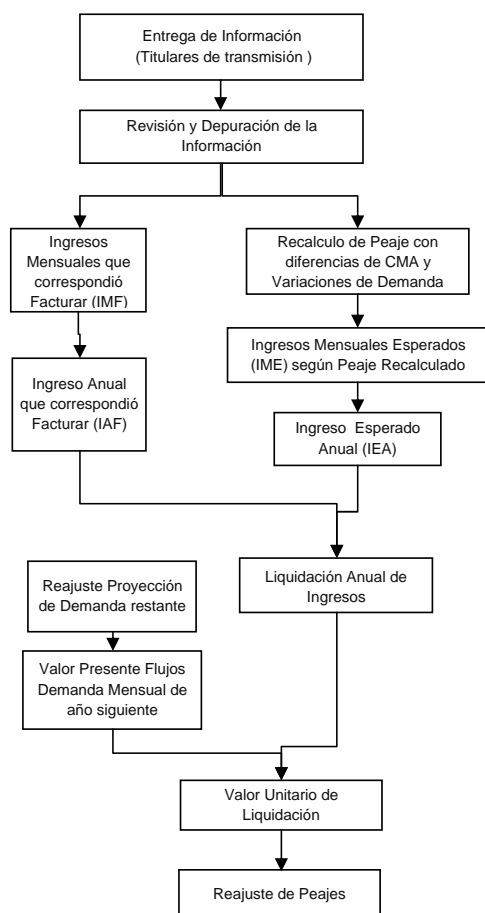 Entrega de Información
(Titulares de transmisión )
Revisión y Depuración de la
Información
Ingresos
Mensuales que
correspondió
Facturar (IMF)
Recalculo de Peaje con
diferencias de CMA y
Variaciones de Demanda
Ingresos Mensuales Esperados
(IME) según Peaje Recalculado
Ingreso Anual
que correspondió
Facturar (IAF)
Ingreso Esperado
Anual (IEA)
Liquidación Anual de
Ingresos
Reajuste Proyección
de Demanda restante
Valor Presente Flujos
Demanda Mensual de
año siguiente
Valor Unitario de
Liquidación
Reajuste de Peajes